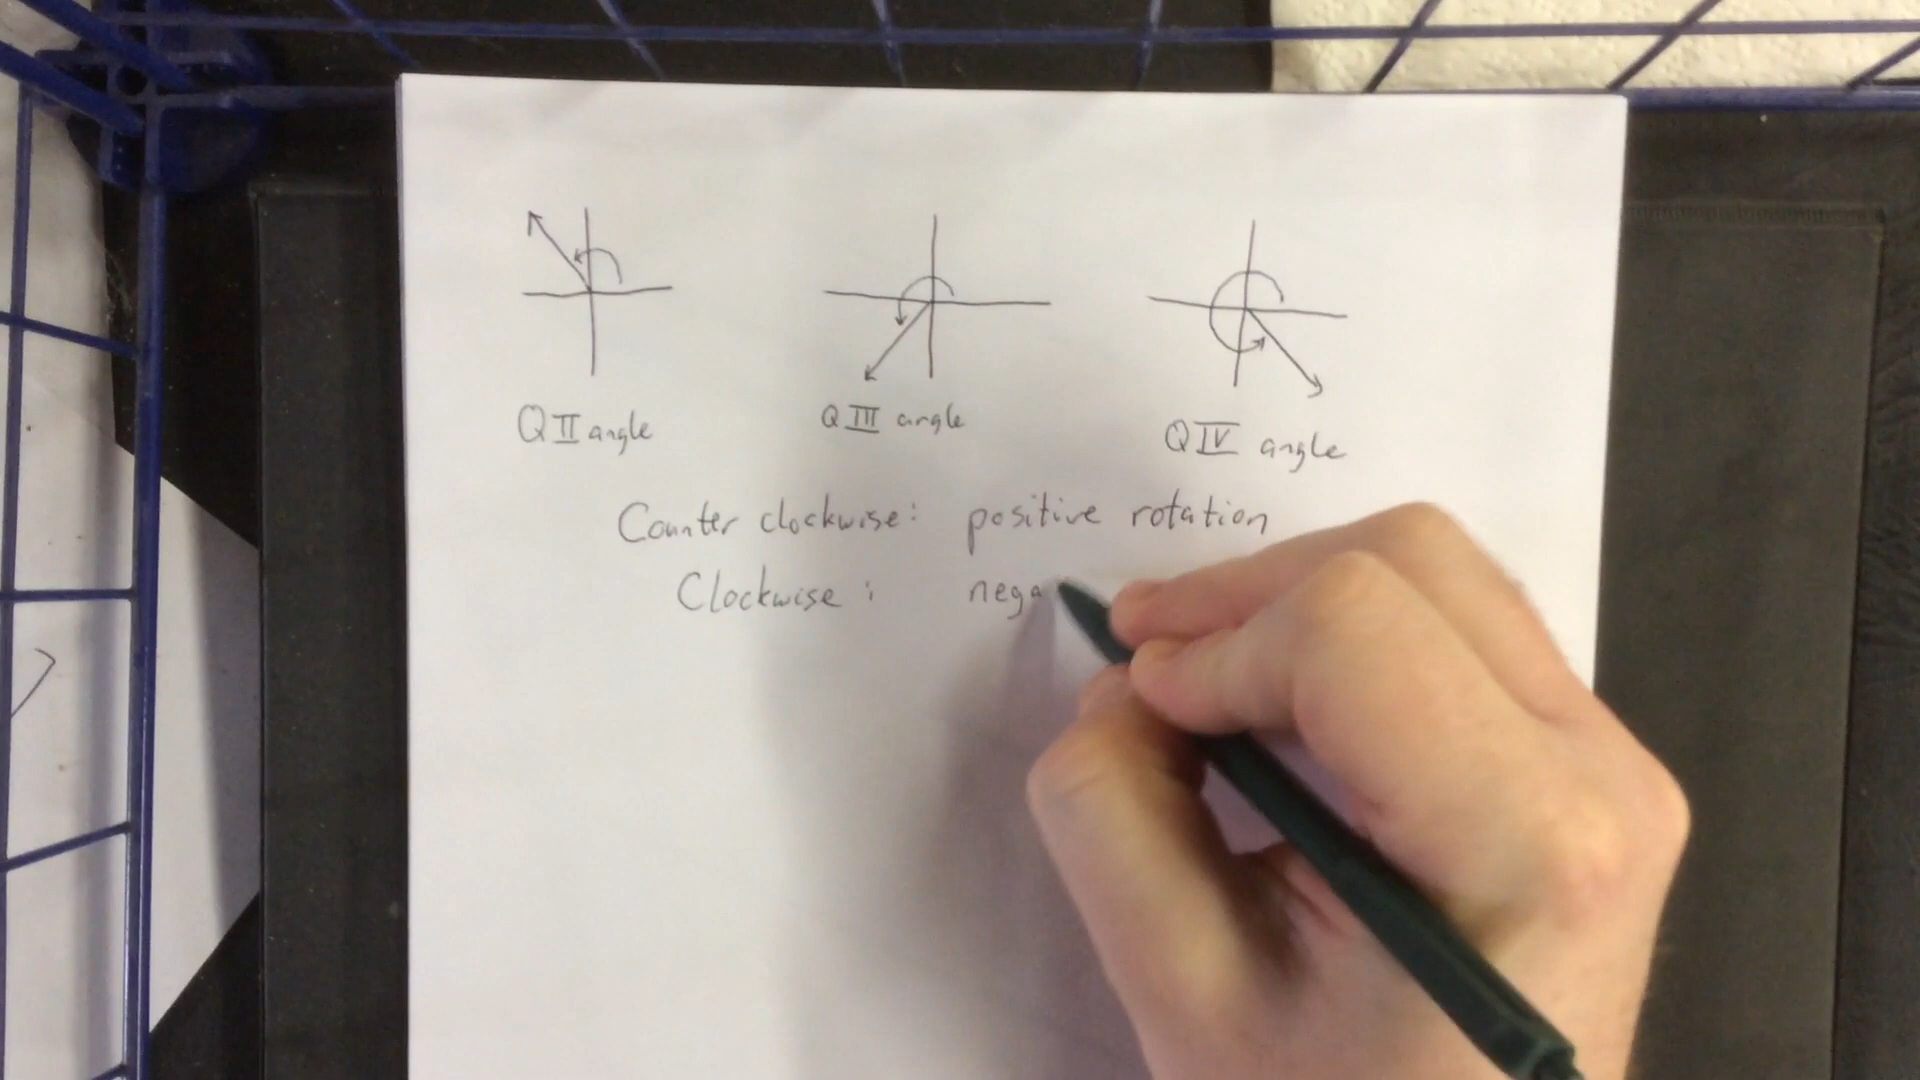 Q II angle
Q III angle
Q IV angle
Counter clockwise: positive rotation
Clockwise: nega